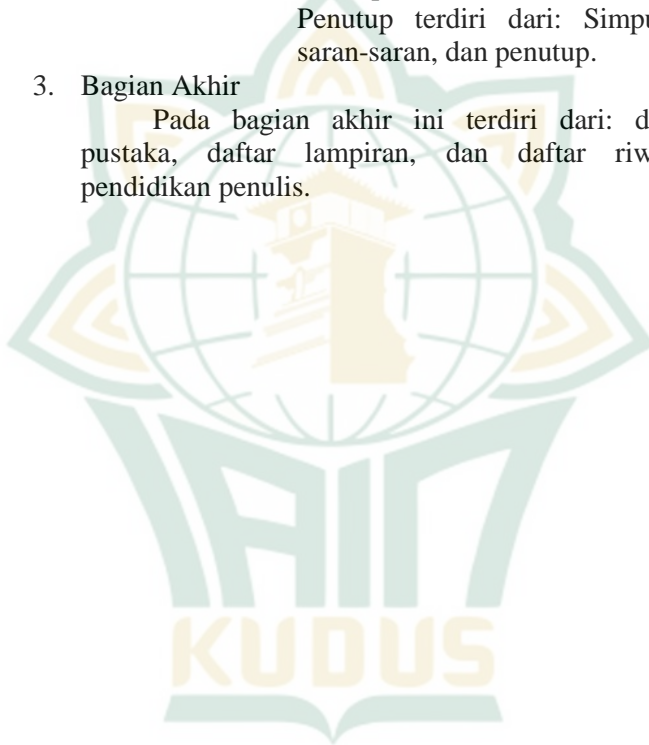 Penutup terdiri dari: Simpu
saran-saran, dan penutup.
3. Bagian Akhir
Pada bagian akhir ini terdiri dari: d
pustaka, daftar lampiran, dan daftar riw
pendidikan penulis.
IAIN
KUDUS